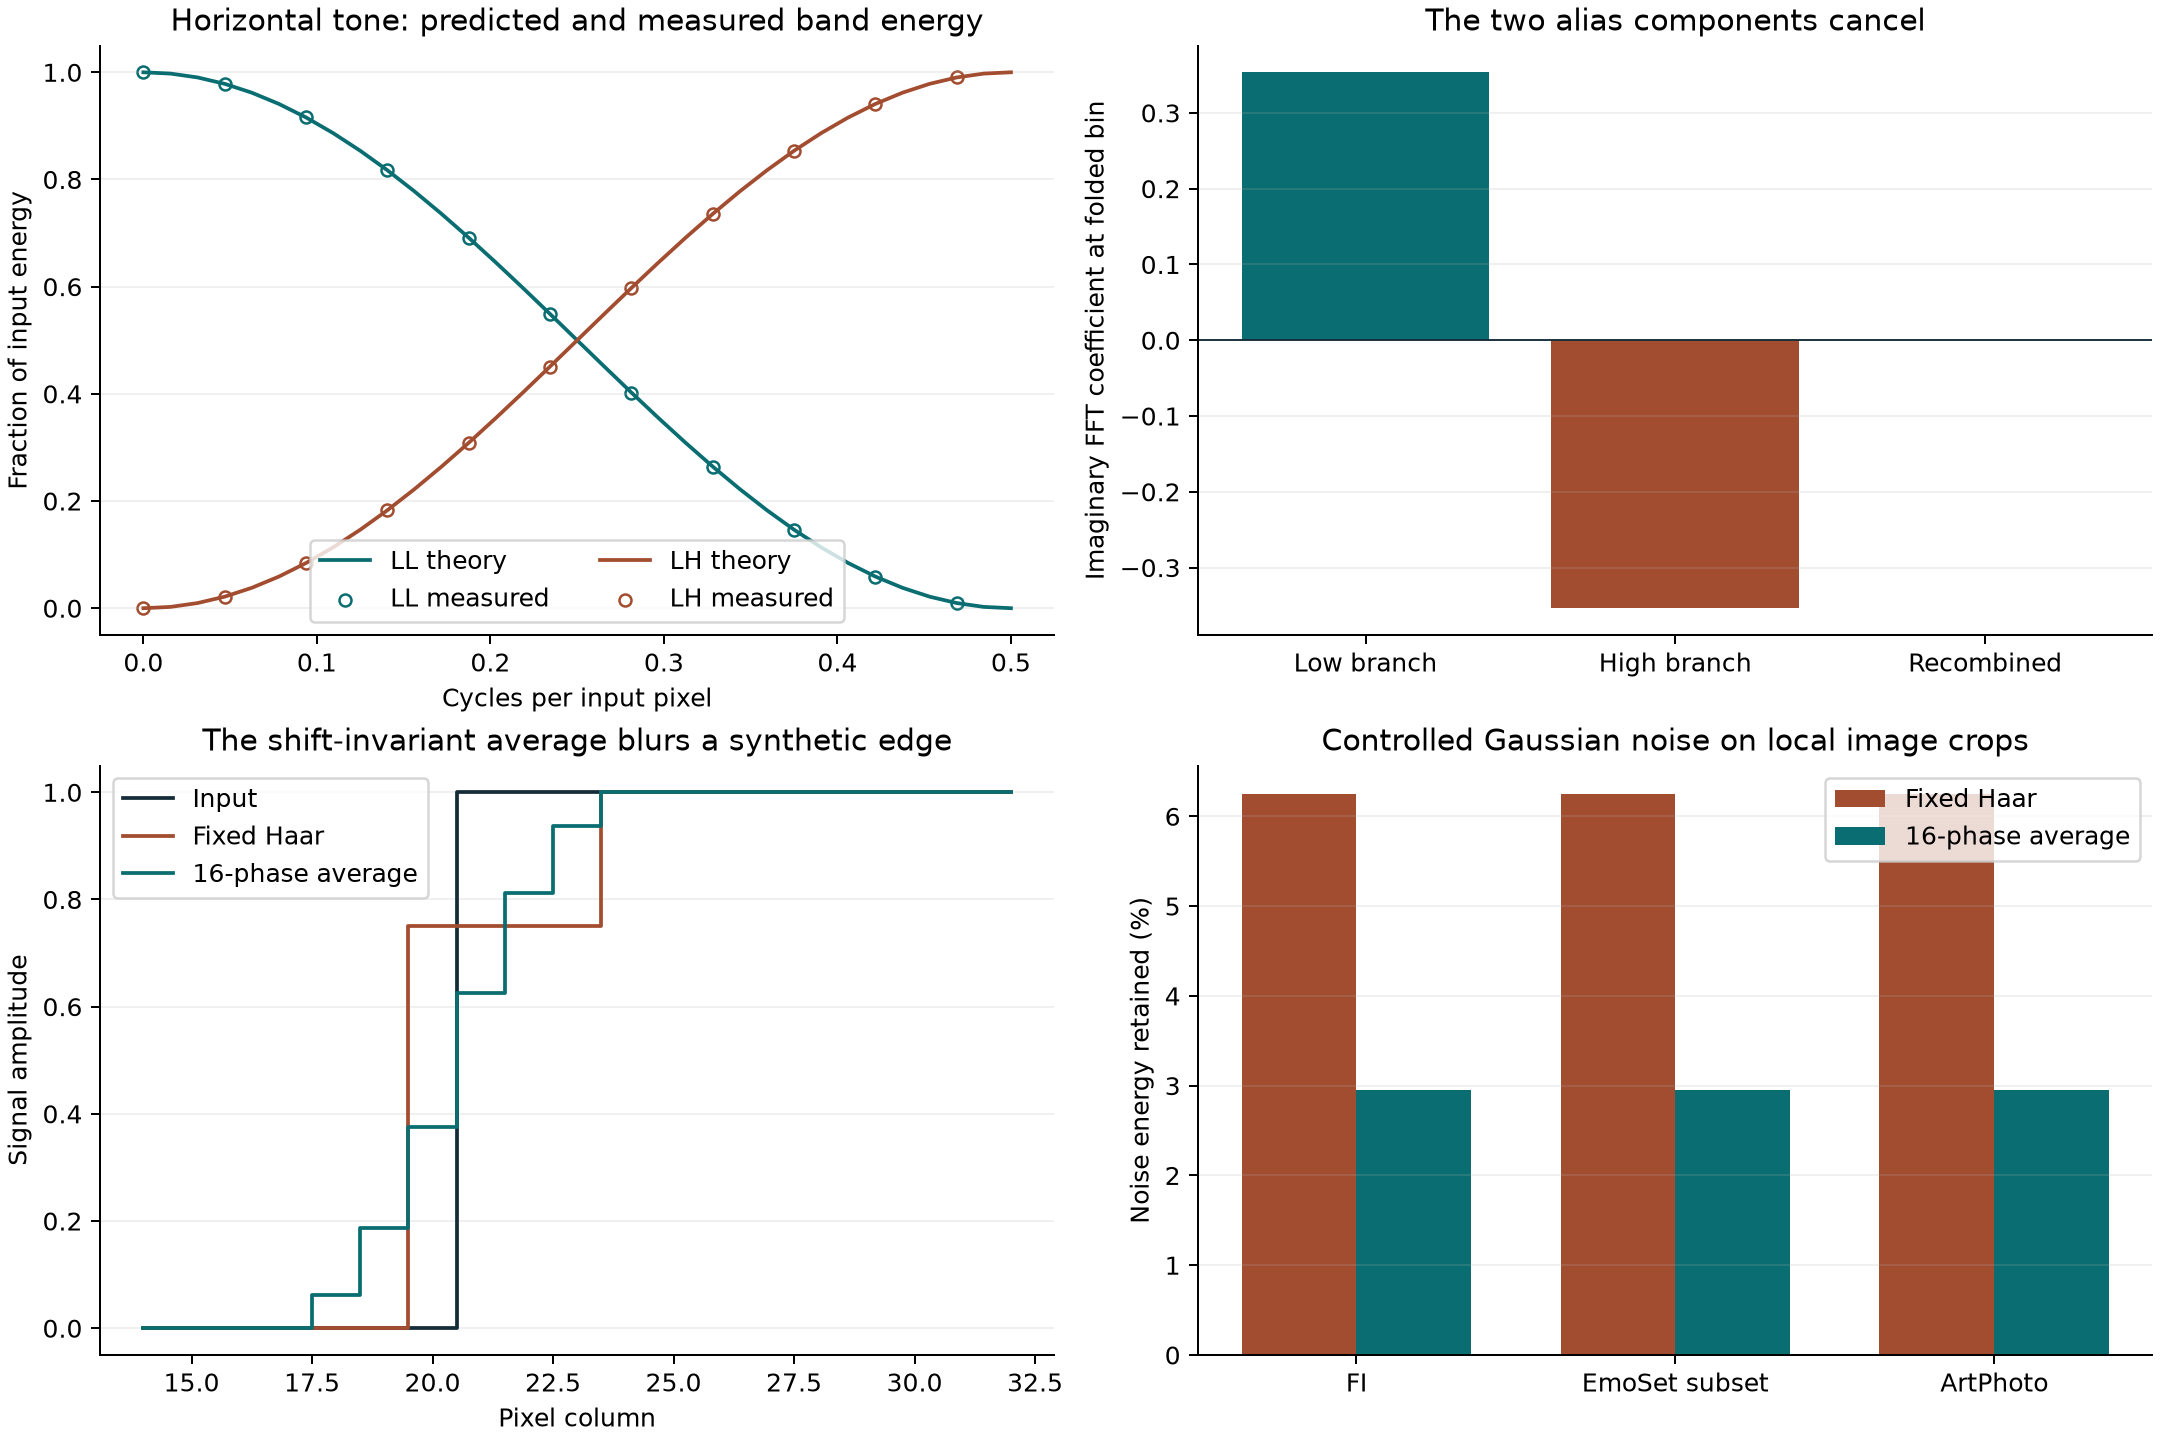 Horizontal tone: predicted and measured band energy
Fraction of input energy
1.0
0.8
0.6
0.4
0.2
0.0
LL theory
LL measured
LH theory
LH measured
0.0 0.1 0.2 0.3 0.4 0.5
Cycles per input pixel
The two alias components cancel
Imaginary FFT coefficient at folded bin
0.3
0.2
0.1
0.0
−0.1
−0.2
−0.3
Low branch High branch Recombined
The shift-invariant average blurs a synthetic edge
Signal amplitude
1.0
0.8
0.6
0.4
0.2
0.0
Input
Fixed Haar
16-phase average
15.0 17.5 20.0 22.5 25.0 27.5 30.0 32.5
Pixel column
Controlled Gaussian noise on local image crops
Noise energy retained (%)
6
5
4
3
2
1
0
Fixed Haar
16-phase average
FI EmoSet subset ArtPhoto